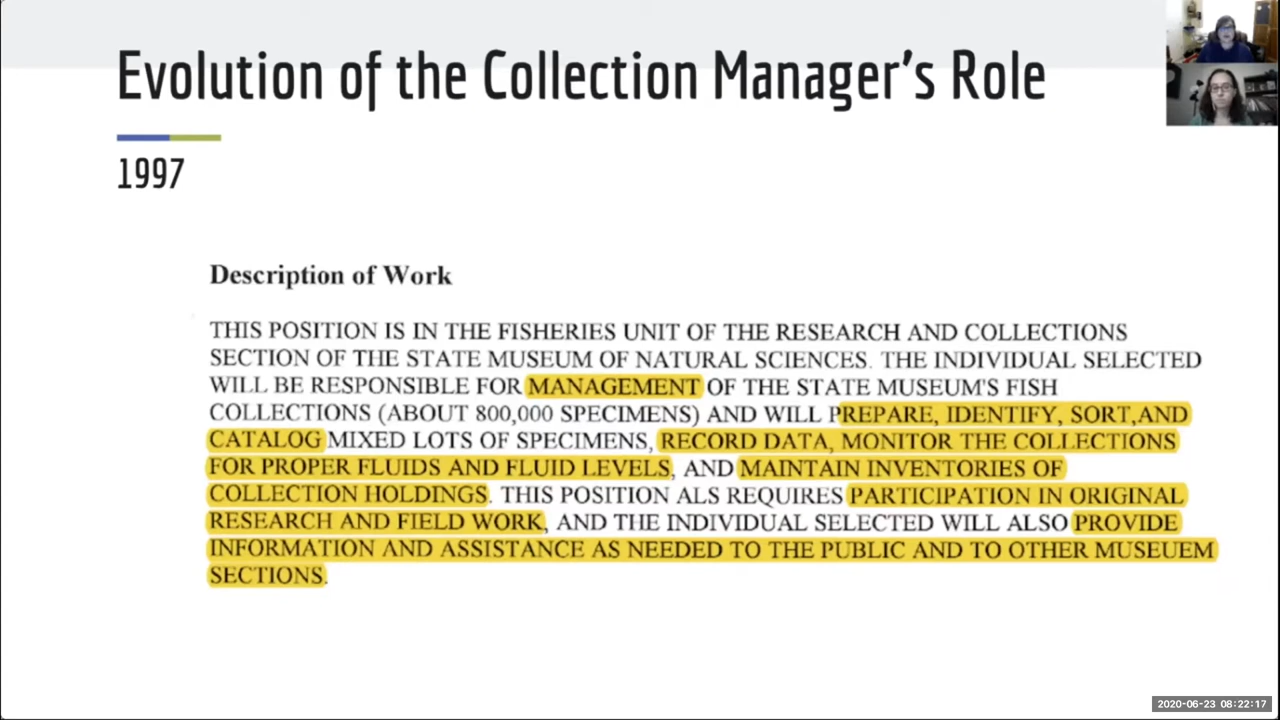 Evolution of the Collection Manager's Role
1997
Description of Work
THIS POSITION IS IN THE FISHERIES UNIT OF THE RESEARCH AND COLLECTIONS
SECTION OF THE STATE MUSEUM OF NATURAL SCIENCES. THE INDIVIDUAL SELECTED
WILL BE RESPONSIBLE FOR MANAGEMENT OF THE STATE MUSEUM'S FISH
COLLECTIONS (ABOUT 800,000 SPECIMENS) AND WILL PREPARE, IDENTIFY, SORT,AND
CATALOG MIXED LOTS OF SPECIMENS, RECORD DATA, MONITOR THE COLLECTIONS
FOR PROPER FLUIDS AND FLUID LEVELS, AND MAINTAIN INVENTORIES OF
COLLECTION HOLDINGS. THIS POSITION ALS REQUIRES PARTICIPATION IN ORIGINAL
RESEARCH AND FIELD WORK, AND THE INDIVIDUAL SELECTED WILL ALSO PROVIDE
INFORMATION AND ASSISTANCE AS NEEDED TO THE PUBLIC AND TO OTHER MUSEUEM
SECTIONS.
2020-06-23 08:22:17